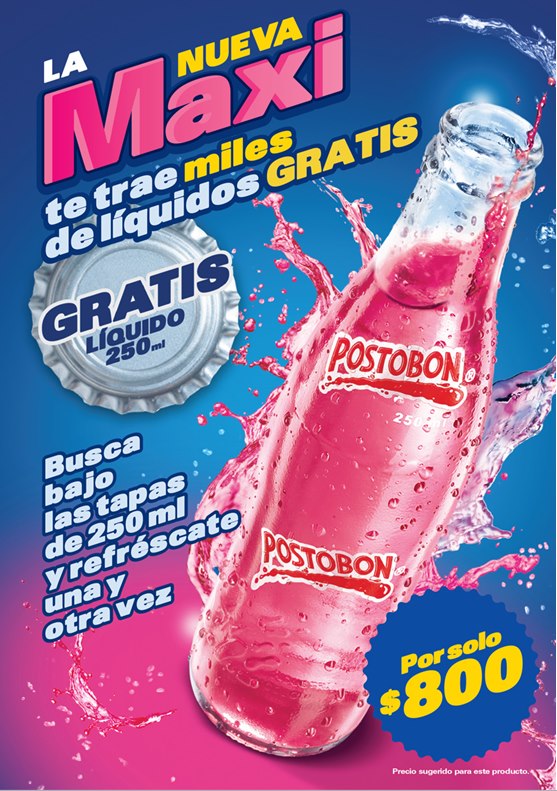 LA NUEVA
Maxi
te trae miles
de líquidos GRATIS
GRATIS
LÍQUIDO
250ml
POSTOBON®
250 ml
POSTOBON
Busca
bajo
las tapas
de 250 ml
y refréscate
una y
otra vez
Por solo
$800
Precio sugerido para este producto.